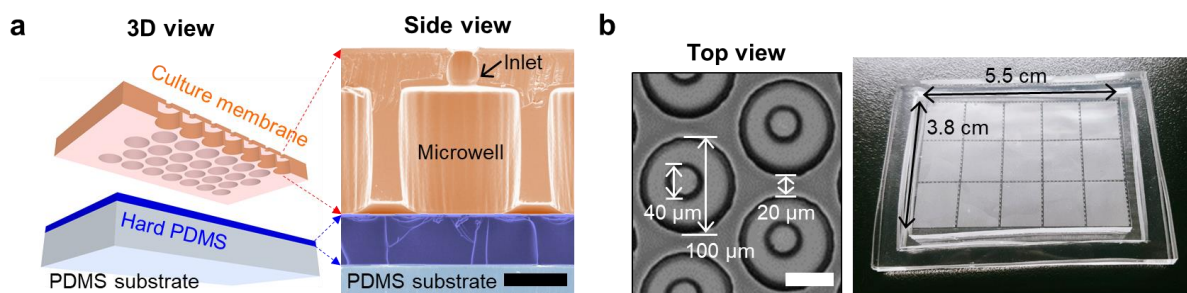 a
3D view
Culture membrane
Hard PDMS
PDMS substrate
Side view
Inlet
Microwell
PDMS substrate
b
Top view
40 µm
20 µm
100 µm
5.5 cm
3.8 cm